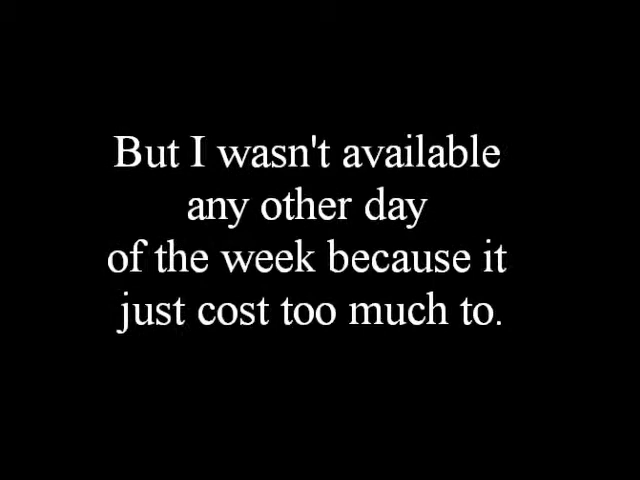 But I wasn't available
any other day
of the week because it
just cost too much to.